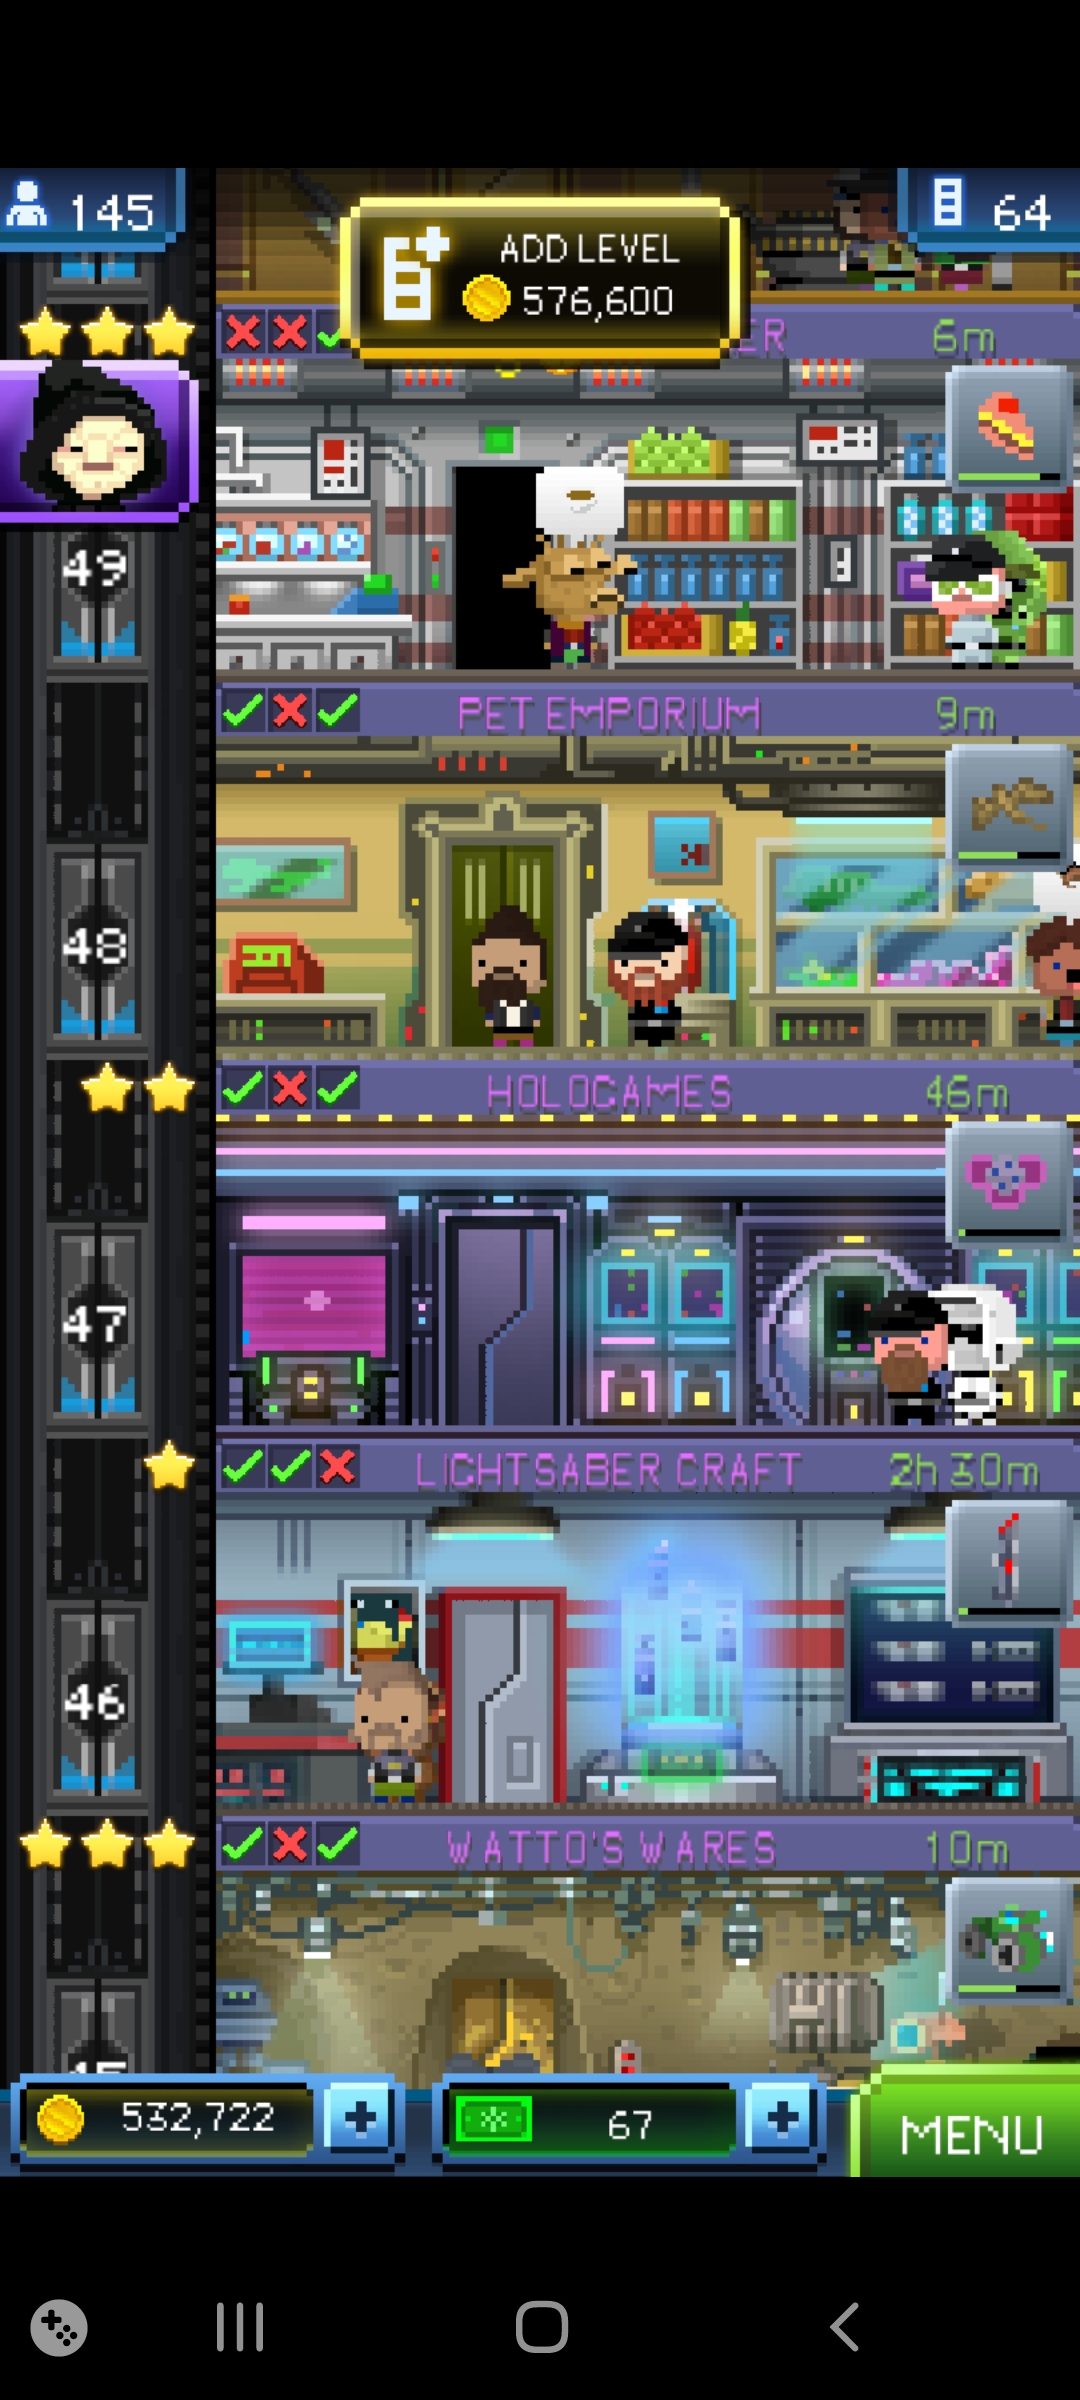 145
ADD LEVEL
576,600
64
ER
6m
49
PET EMPORIUM
9m
48
HOLOGAMES
46m
47
LIGHTSABER CRAFT
2h 30m
46
WATTO'S WARES
10m
532,722
67
MENU